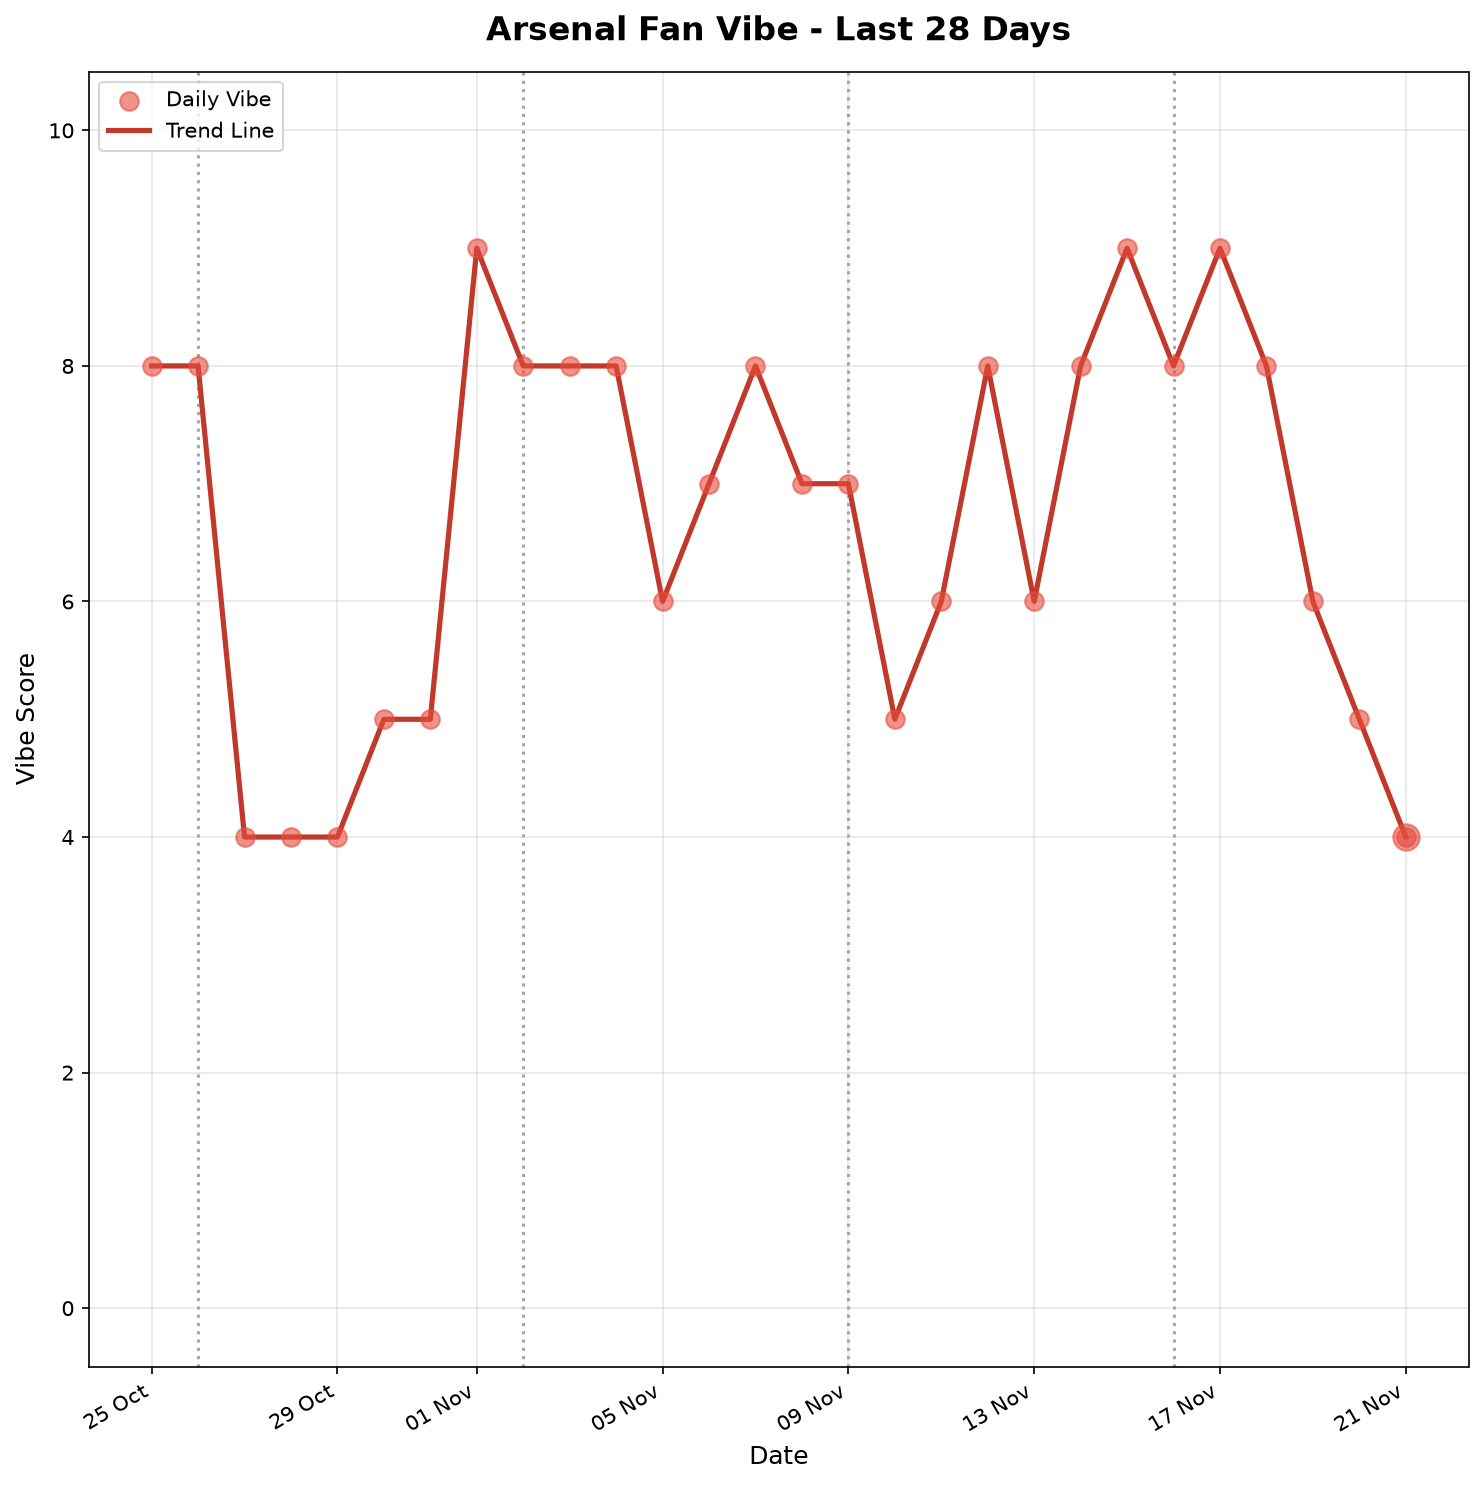 Arsenal Fan Vibe - Last 28 Days
Daily Vibe
Trend Line
10
8
6
4
2
0
Vibe Score
25 Oct
29 Oct
01 Nov
05 Nov
09 Nov
13 Nov
17 Nov
21 Nov
Date